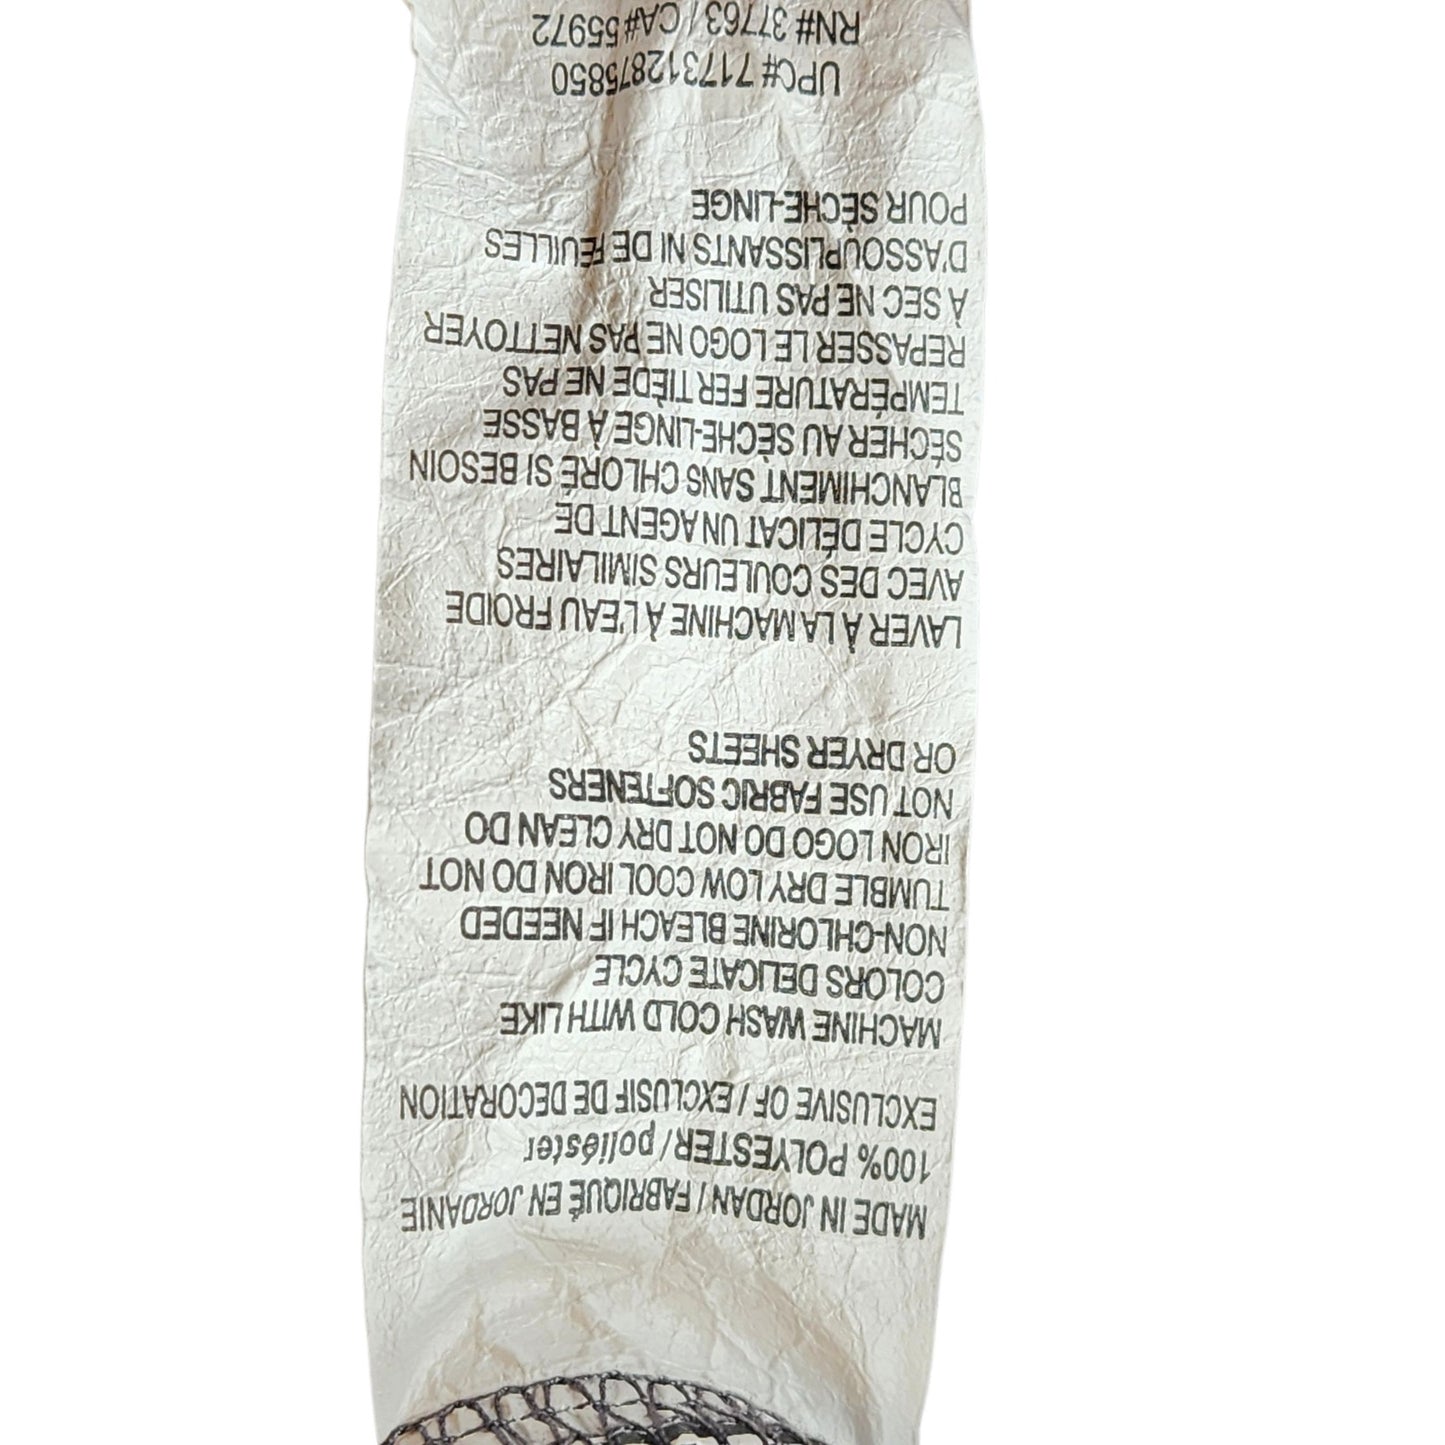 MADE IN JORDAN / FABRIQUÉ EN JORDANIE
100% POLYESTER / poliéster
EXCLUSIVE OF / EXCLUSIF DE DECORATION
MACHINE WASH COLD WITH LIKE
COLORS DELICATE CYCLE
NON-CHLORINE BLEACH IF NEEDED
TUMBLE DRY LOW COOL IRON DO NOT
IRON LOGO DO NOT DRY CLEAN DO
NOT USE FABRIC SOFTENERS
OR DRYER SHEETS
LAVER À LA MACHINE À L'EAU FROIDE
AVEC DES COULEURS SIMILAIRES
CYCLE DÉLICAT UN AGENT DE
BLANCHIMENT SANS CHLORÉ SI BESOIN
SÉCHER AU SÈCHE-LINGE À BASSE
TEMPÉRATURE FER TIÈDE NE PAS
REPASSER LE LOGO NE PAS NETTOYER
À SEC NE PAS UTILISER
D'ASSOUPLISSANTS NI DE FEUILLES
POUR SÈCHE-LINGE
UPC# 717312875850
RN# 37763 / CA# 55972